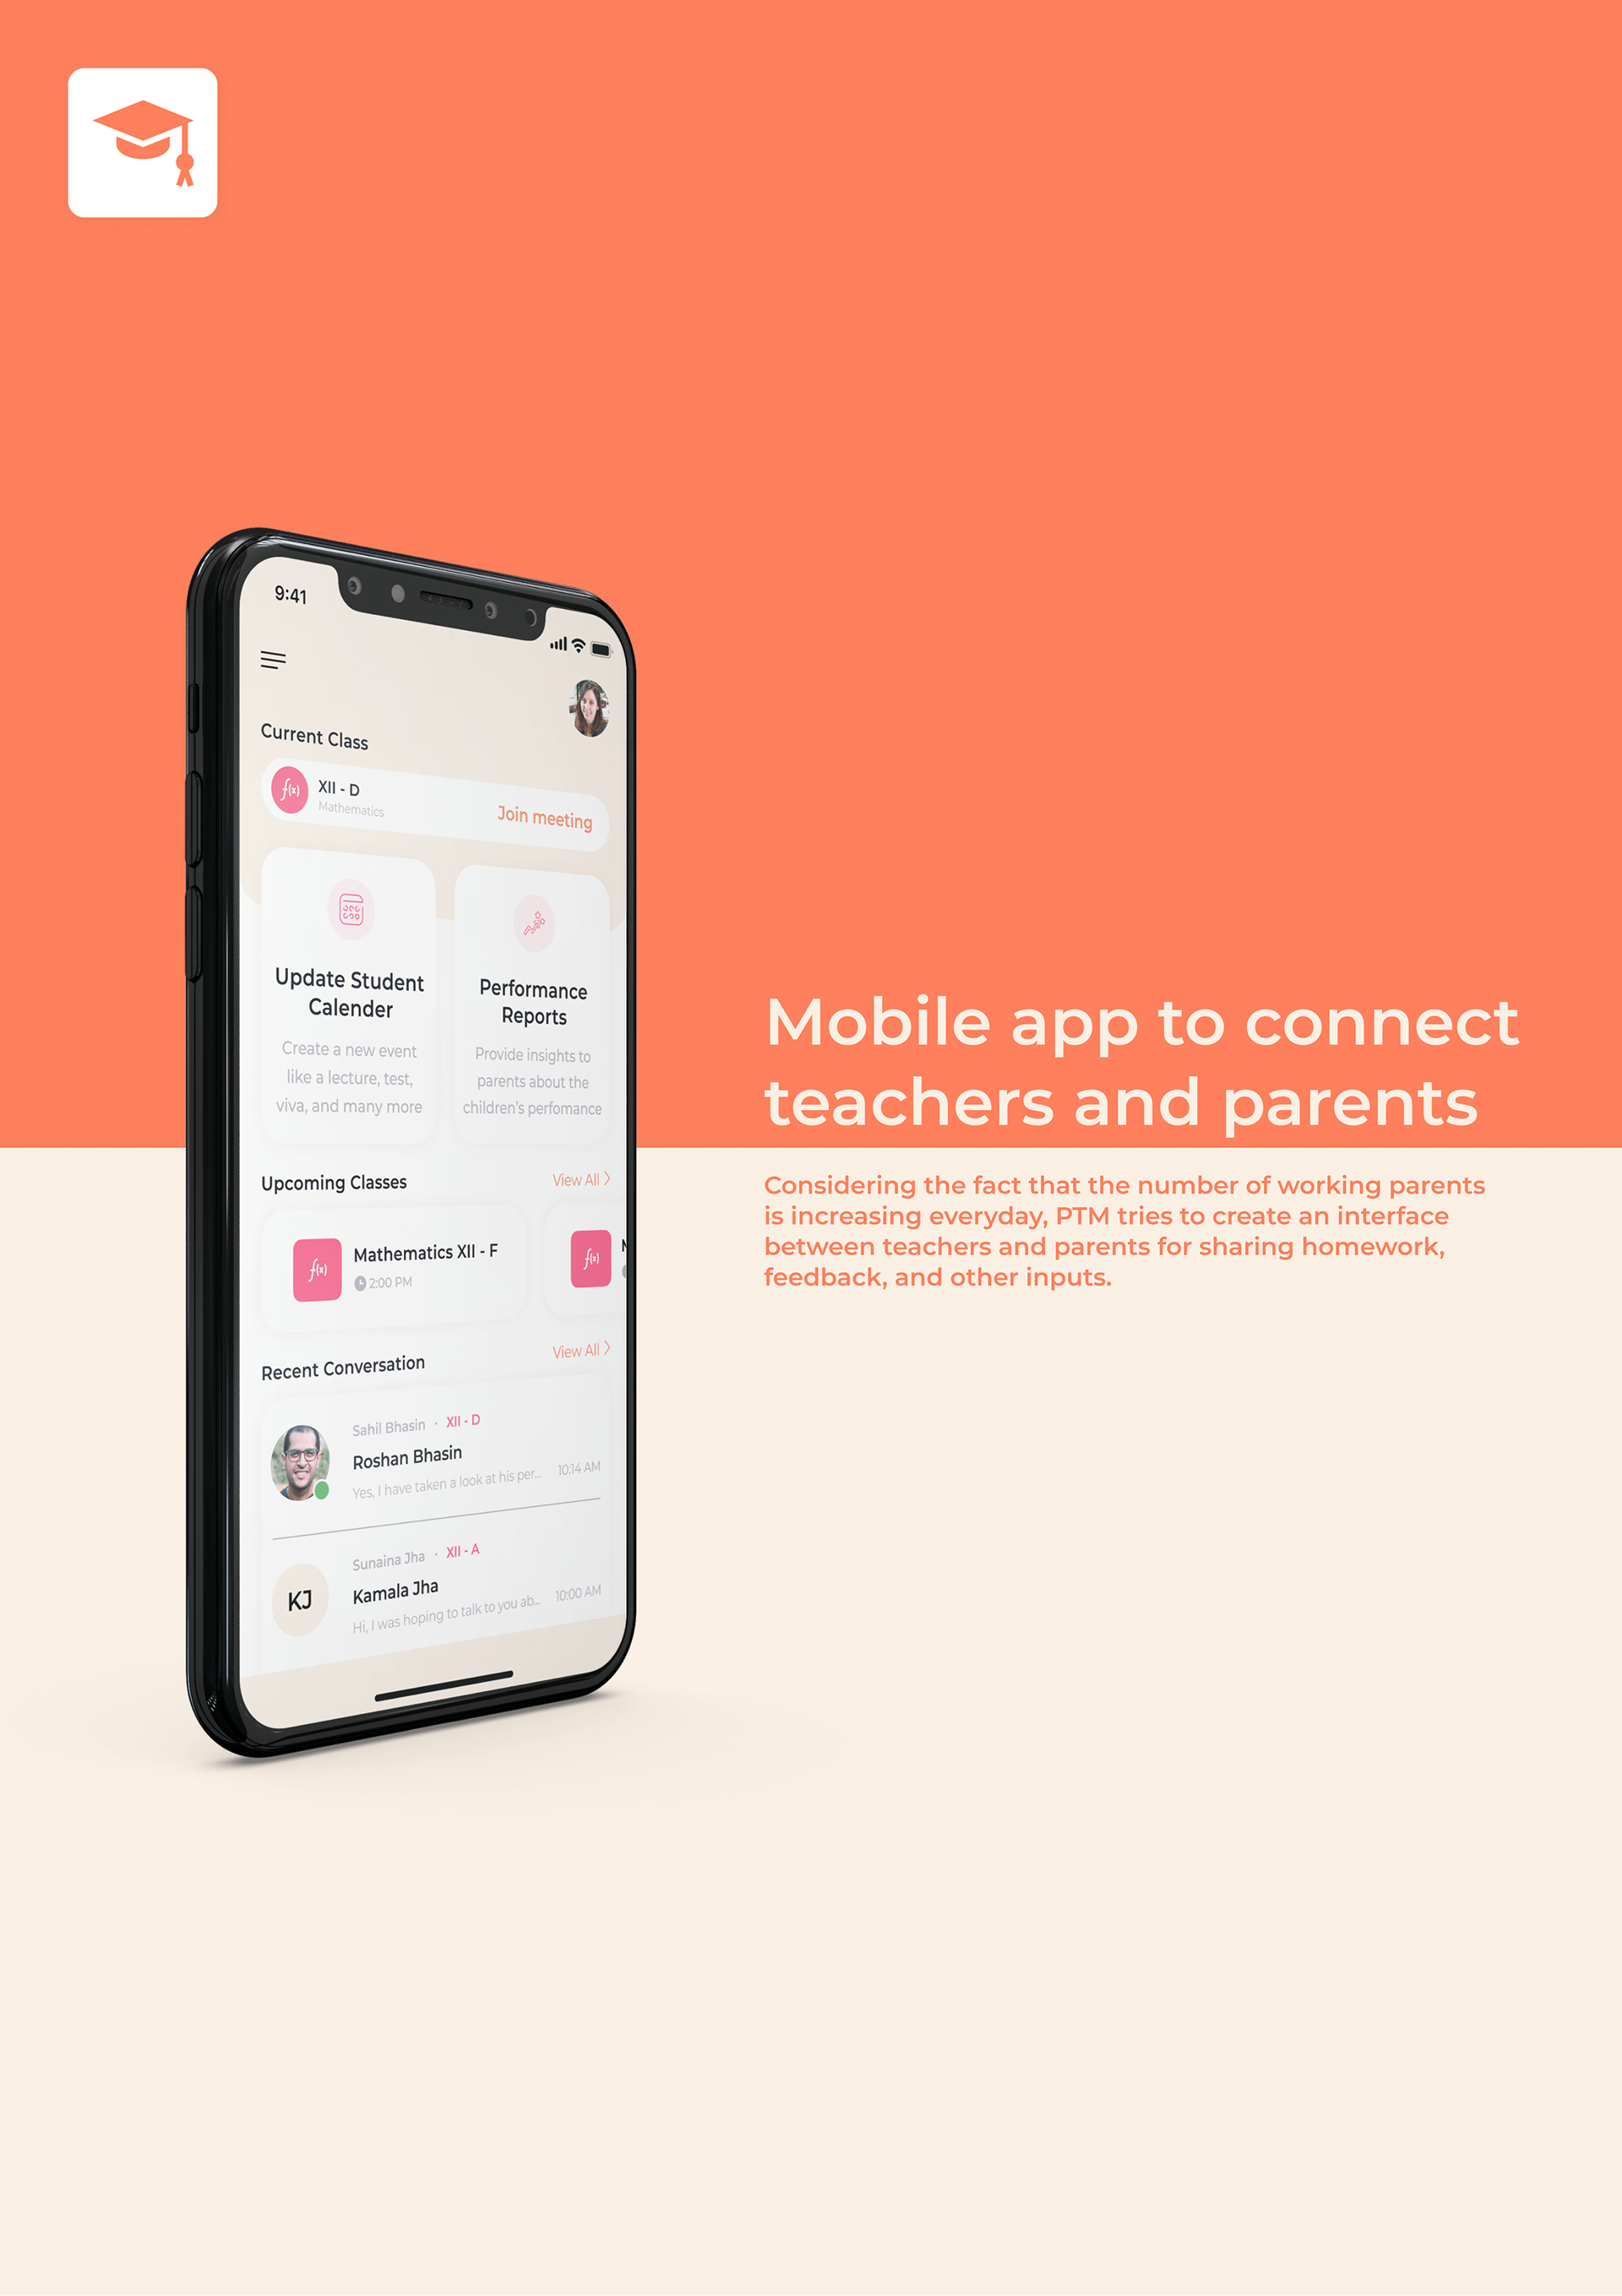 9:41
Current Class
f(x)
XII - D
Mathematics
Join meeting
Update Student
Calender
Create a new event
like a lecture, test,
viva, and many more
Performance
Reports
Provide insights to
parents about the
children's perfomance
Upcoming Classes
View All >
f(x)
Mathematics XII - F
2:00 PM
f(x)
Recent Conversation
View All >
Sahil Bhasin · XII - D
Roshan Bhasin
Yes, I have taken a look at his per...
10:14 AM
KJ
Sunaina Jha · XII - A
Kamala Jha
Hi, I was hoping to talk to you ab...
10:00 AM
Mobile app to connect
teachers and parents
Considering the fact that the number of working parents
is increasing everyday, PTM tries to create an interface
between teachers and parents for sharing homework,
feedback, and other inputs.